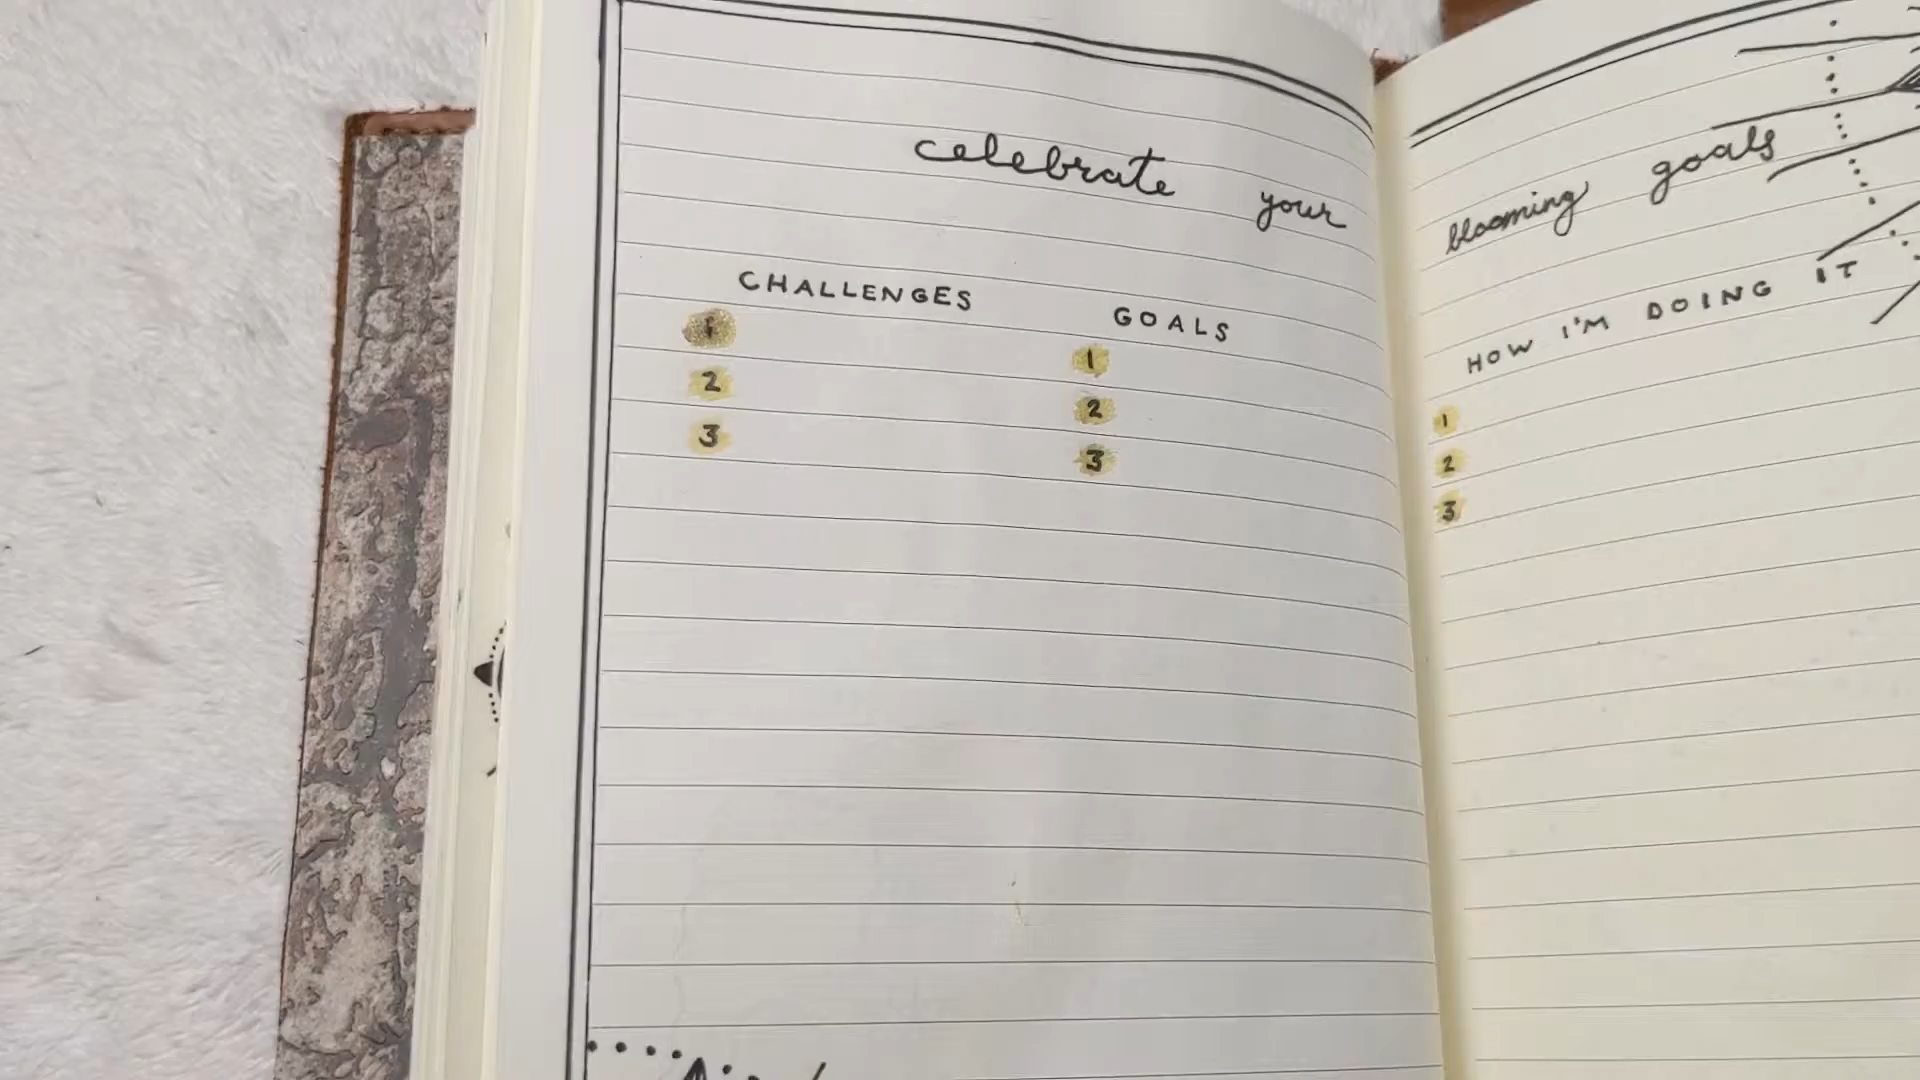 celebrate your blooming goals
CHALLENGES GOALS HOW I'M DOING IT
1 1 1
2 2 2
3 3 3